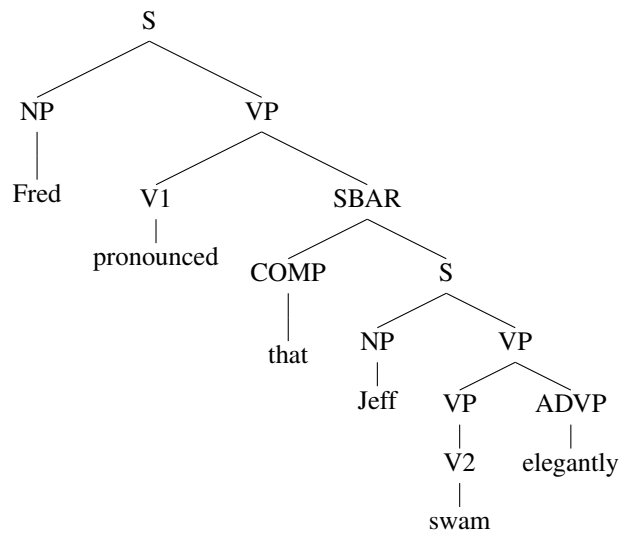 S
NP VP
Fred V1 SBAR
pronounced COMP S
that NP VP
Jeff VP ADVP
V2 elegantly
swam